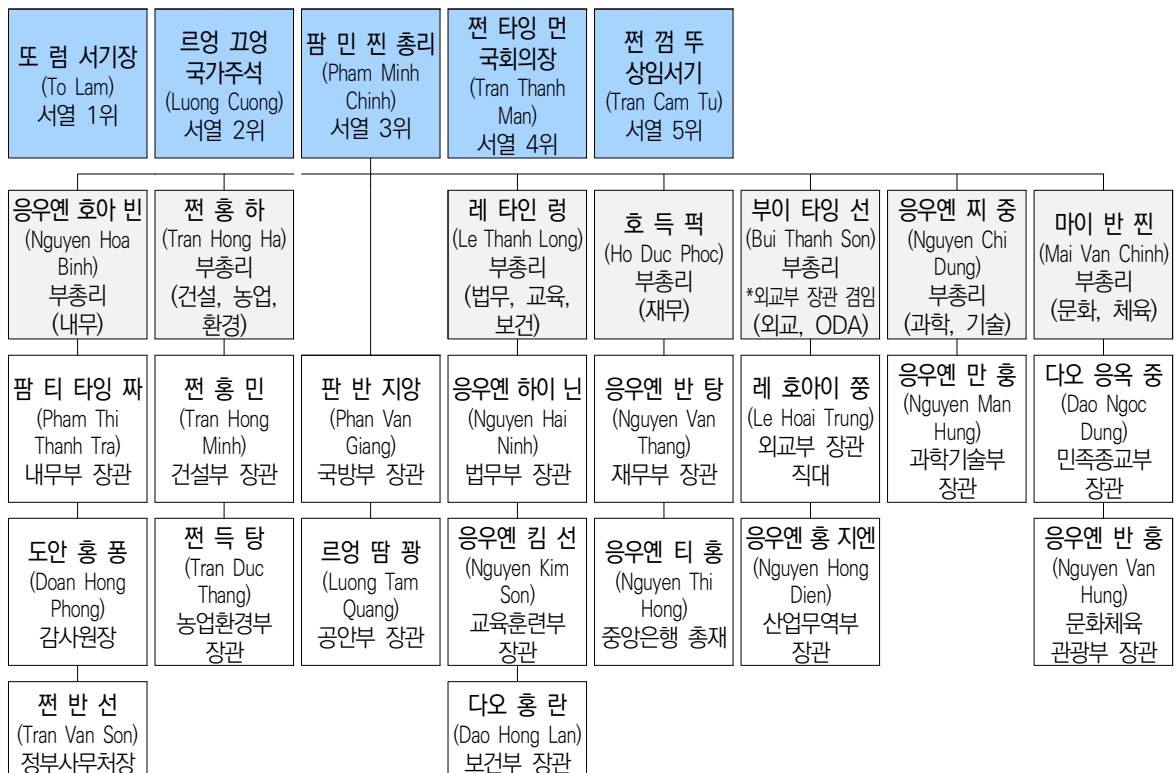 또 럼 서기장
(To Lam)
서열 1위
르엉 끄엉
국가주석
(Luong Cuong)
서열 2위
팜 민 찐 총리
(Pham Minh
Chinh)
서열 3위
쩐 타잉 먼
국회의장
(Tran Thanh
Man)
서열 4위
쩐 껌 뚜
상임서기
(Tran Cam Tu)
서열 5위
응우옌 호아 빈
(Nguyen Hoa
Binh)
부총리
(내무)
쩐 홍 하
(Tran Hong Ha)
부총리
(건설, 농업,
환경)
레 타인 렁
(Le Thanh Long)
부총리
(법무, 교육,
보건)
호 득 퍽
(Ho Duc Phoc)
부총리
(재무)
부이 타잉 선
(Bui Thanh Son)
부총리
*외교부 장관 겸임
(외교, ODA)
응우옌 찌 중
(Nguyen Chi
Dung)
부총리
(과학, 기술)
마이 반 찐
(Mai Van Chinh)
부총리
(문화, 체육)
팜 티 타잉 짜
(Pham Thi
Thanh Tra)
내무부 장관
쩐 홍 민
(Tran Hong
Minh)
건설부 장관
판 반 지앙
(Phan Van
Giang)
국방부 장관
응우옌 하이 닌
(Nguyen Hai
Ninh)
법무부 장관
응우옌 반 탕
(Nguyen Van
Thang)
재무부 장관
레 호아이 쭝
(Le Hoai Trung)
외교부 장관
직대
응우옌 만 훙
(Nguyen Man
Hung)
과학기술부
장관
다오 응옥 중
(Dao Ngoc
Dung)
민족종교부
장관
도안 홍 퐁
(Doan Hong
Phong)
감사원장
쩐 득 탕
(Tran Duc
Thang)
농업환경부
장관
르엉 땀 꽝
(Luong Tam
Quang)
공안부 장관
응우옌 킴 선
(Nguyen Kim
Son)
교육훈련부
장관
응우옌 티 홍
(Nguyen Thi
Hong)
중앙은행 총재
응우옌 홍 지엔
(Nguyen Hong
Dien)
산업무역부
장관
응우옌 반 훙
(Nguyen Van
Hung)
문화체육
관광부 장관
쩐 반 선
(Tran Van Son)
정부사무처장
다오 홍 란
(Dao Hong Lan)
보건부 장관